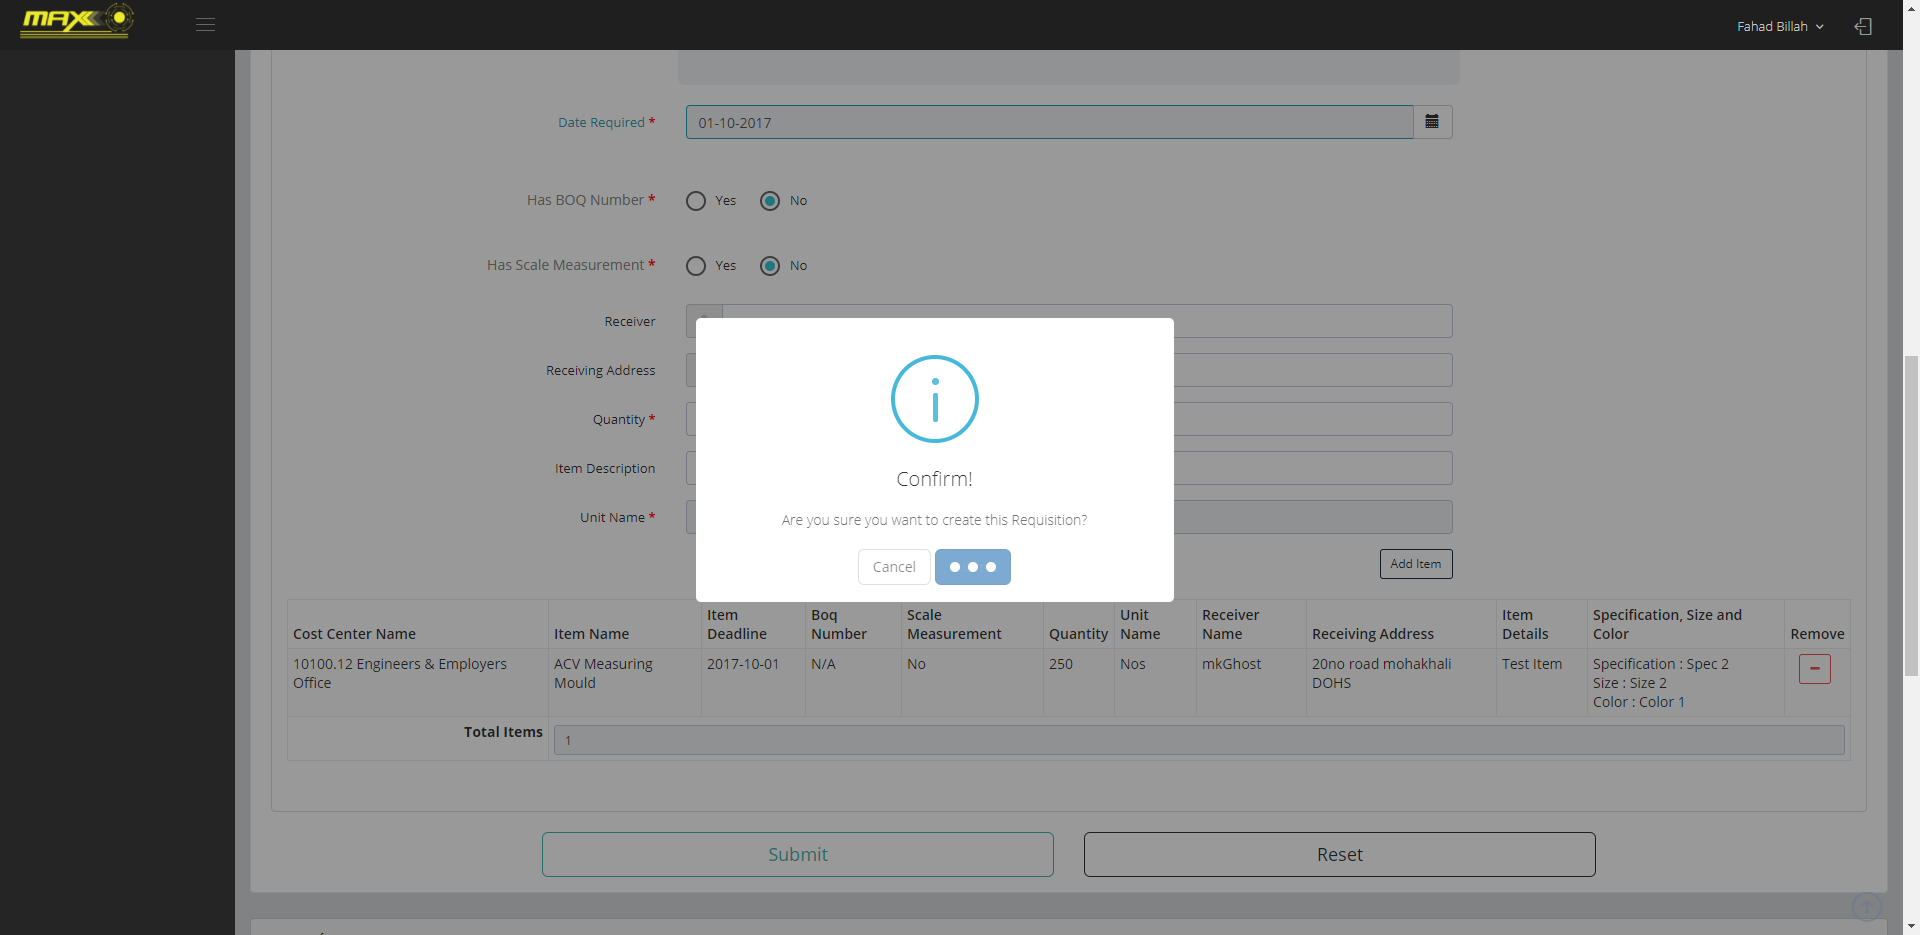 MAX
Fahad Billah
Date Required *
01-10-2017
Has BOQ Number *
Yes
No
Has Scale Measurement *
Yes
No
Receiver
Receiving Address
Quantity *
Item Description
Unit Name *
Confirm!
Are you sure you want to create this Requisition?
Cancel
Add Item
Cost Center Name
Item Name
Item
Deadline
Boq
Number
Scale
Measurement
Quantity
Unit
Name
Receiver
Name
Receiving Address
Item
Details
Specification, Size and
Color
Remove
10100.12 Engineers & Employers
Office
ACV Measuring
Mould
2017-10-01
N/A
No
250
Nos
mkGhost
20no road mohakhali
DOHS
Test Item
Specification : Spec 2
Size : Size 2
Color : Color 1
Total Items
1
Submit
Reset